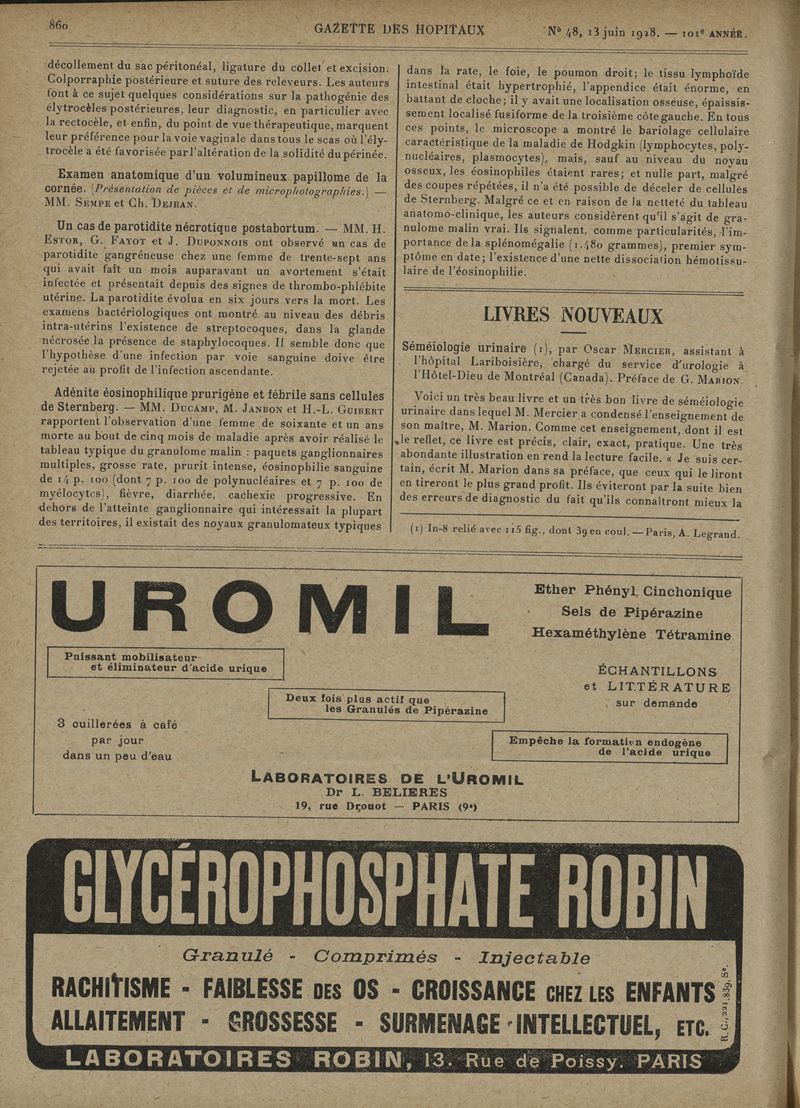 860
GAZETTE DES HOPITAUX
N° 48, 13 juin 1928. — 101e ANNÉE.
décollement du sac péritonéal, ligature du collet et excision.
Colporraphie postérieure et suture des releveurs. Les auteurs
font à ce sujet quelques considérations sur la pathogénie des
élytrocèles postérieures, leur diagnostic, en particulier avec
la rectocèle, et enfin, du point de vue thérapeutique, marquent
leur préférence pour la voie vaginale dans tous le scas où l'ély-
trocèle a été favorisée par l'altération de la solidité du périnée.
Examen anatomique d'un volumineux papillome de la
cornée. (Présentation de pièces et de microphotographies.) —
MM. SEMPE et Ch. DEJEAN.
Un cas de parotidite nécrotique postabortum. — MM. H.
ESTOR, G. FAYOT et J. DUPONNOIS ont observé un cas de
parotidite gangréneuse chez une femme de trente-sept ans
qui avait fait un mois auparavant un avortement s'était
infectée et présentait depuis des signes de thrombo-phlébite
utérine. La parotidite évolua en six jours vers la mort. Les
examens bactériologiques ont montré au niveau des débris
intra-utérins l'existence de streptocoques, dans la glande
nécrosée la présence de staphylocoques. Il semble donc que
l'hypothèse d'une infection par voie sanguine doive être
rejetée au profit de l'infection ascendante.
Adénite éosinophilique prurigène et fébrile sans cellules
de Sternberg. — MM. DUCAMP, M. JANBON et H.-L. GUIBERT
rapportent l'observation d'une femme de soixante et un ans
morte au bout de cinq mois de maladie après avoir réalisé le
tableau typique du granulome malin : paquets ganglionnaires
multiples, grosse rate, prurit intense, éosinophilie sanguine
de 14 p. 100 (dont 7 p. 100 de polynucléaires et 7 p. 100 de
myélocytes), fièvre, diarrhée, cachexie progressive. En
dehors de l'atteinte ganglionnaire qui intéressait la plupart
des territoires, il existait des noyaux granulomateux typiques
dans la rate, le foie, le poumon droit; le tissu lymphoïde
intestinal était hypertrophié, l'appendice était énorme, en
battant de cloche; il y avait une localisation osseuse, épaissis-
sement localisé fusiforme de la troisième côte gauche. En tous
ces points, le microscope a montré le bariolage cellulaire
caractéristique de la maladie de Hodgkin (lymphocytes, poly-
nucléaires, plasmocytes), mais, sauf au niveau du noyau
osseux, les éosinophiles étaient rares; et nulle part, malgré
des coupes répétées, il n'a été possible de déceler de cellules
de Sternberg. Malgré ce et en raison de la netteté du tableau
anatomo-clinique, les auteurs considèrent qu'il s'agit de gra-
nulome malin vrai. Ils signalent, comme particularités, l'im-
portance de la splénomégalie (1.480 grammes), premier sym-
ptôme en date; l'existence d'une nette dissociation hémotissu-
laire de l'éosinophilie.
LIVRES NOUVEAUX
Séméiologie urinaire (1), par Oscar MERCIER, assistant à
l'hôpital Lariboisière, chargé du service d'urologie à
l'Hôtel-Dieu de Montréal (Canada). Préface de G. MARION.
Voici un très beau livre et un très bon livre de séméiologie
urinaire dans lequel M. Mercier a condensé l'enseignement de
son maître, M. Marion. Comme cet enseignement, dont il est
le reflet, ce livre est précis, clair, exact, pratique. Une très
abondante illustration en rend la lecture facile. « Je suis cer-
tain, écrit M. Marion dans sa préface, que ceux qui le liront
en tireront le plus grand profit. Ils éviteront par la suite bien
des erreurs de diagnostic du fait qu'ils connaîtront mieux la
(1) In-8 relié avec 115 fig., dont 39 en coul. — Paris, A. Legrand.
UROMIL
Ether Phényl Cinchonique
Sels de Pipérazine
Hexaméthylène Tétramine
Puissant mobilisateur
et éliminateur d'acide urique
ÉCHANTILLONS
et LITTÉRATURE
sur demande
Deux fois plus actif que
les Granulés de Pipérazine
3 cuillerées à café
par jour
dans un peu d'eau
Empêche la formation endogène
de l'acide urique
LABORATOIRES DE L'UROMIL
Dr L. BELIERES
19, rue Drouot — PARIS (9e)
GLYCÉROPHOSPHATE ROBIN
Granulé - Comprimés - Injectable
RACHITISME - FAIBLESSE DES OS - CROISSANCE CHEZ LES ENFANTS
ALLAITEMENT - GROSSESSE - SURMENAGE INTELLECTUEL, ETC.
R. C., 221.839, Se.
LABORATOIRES ROBIN, 13. Rue de Poissy. PARIS